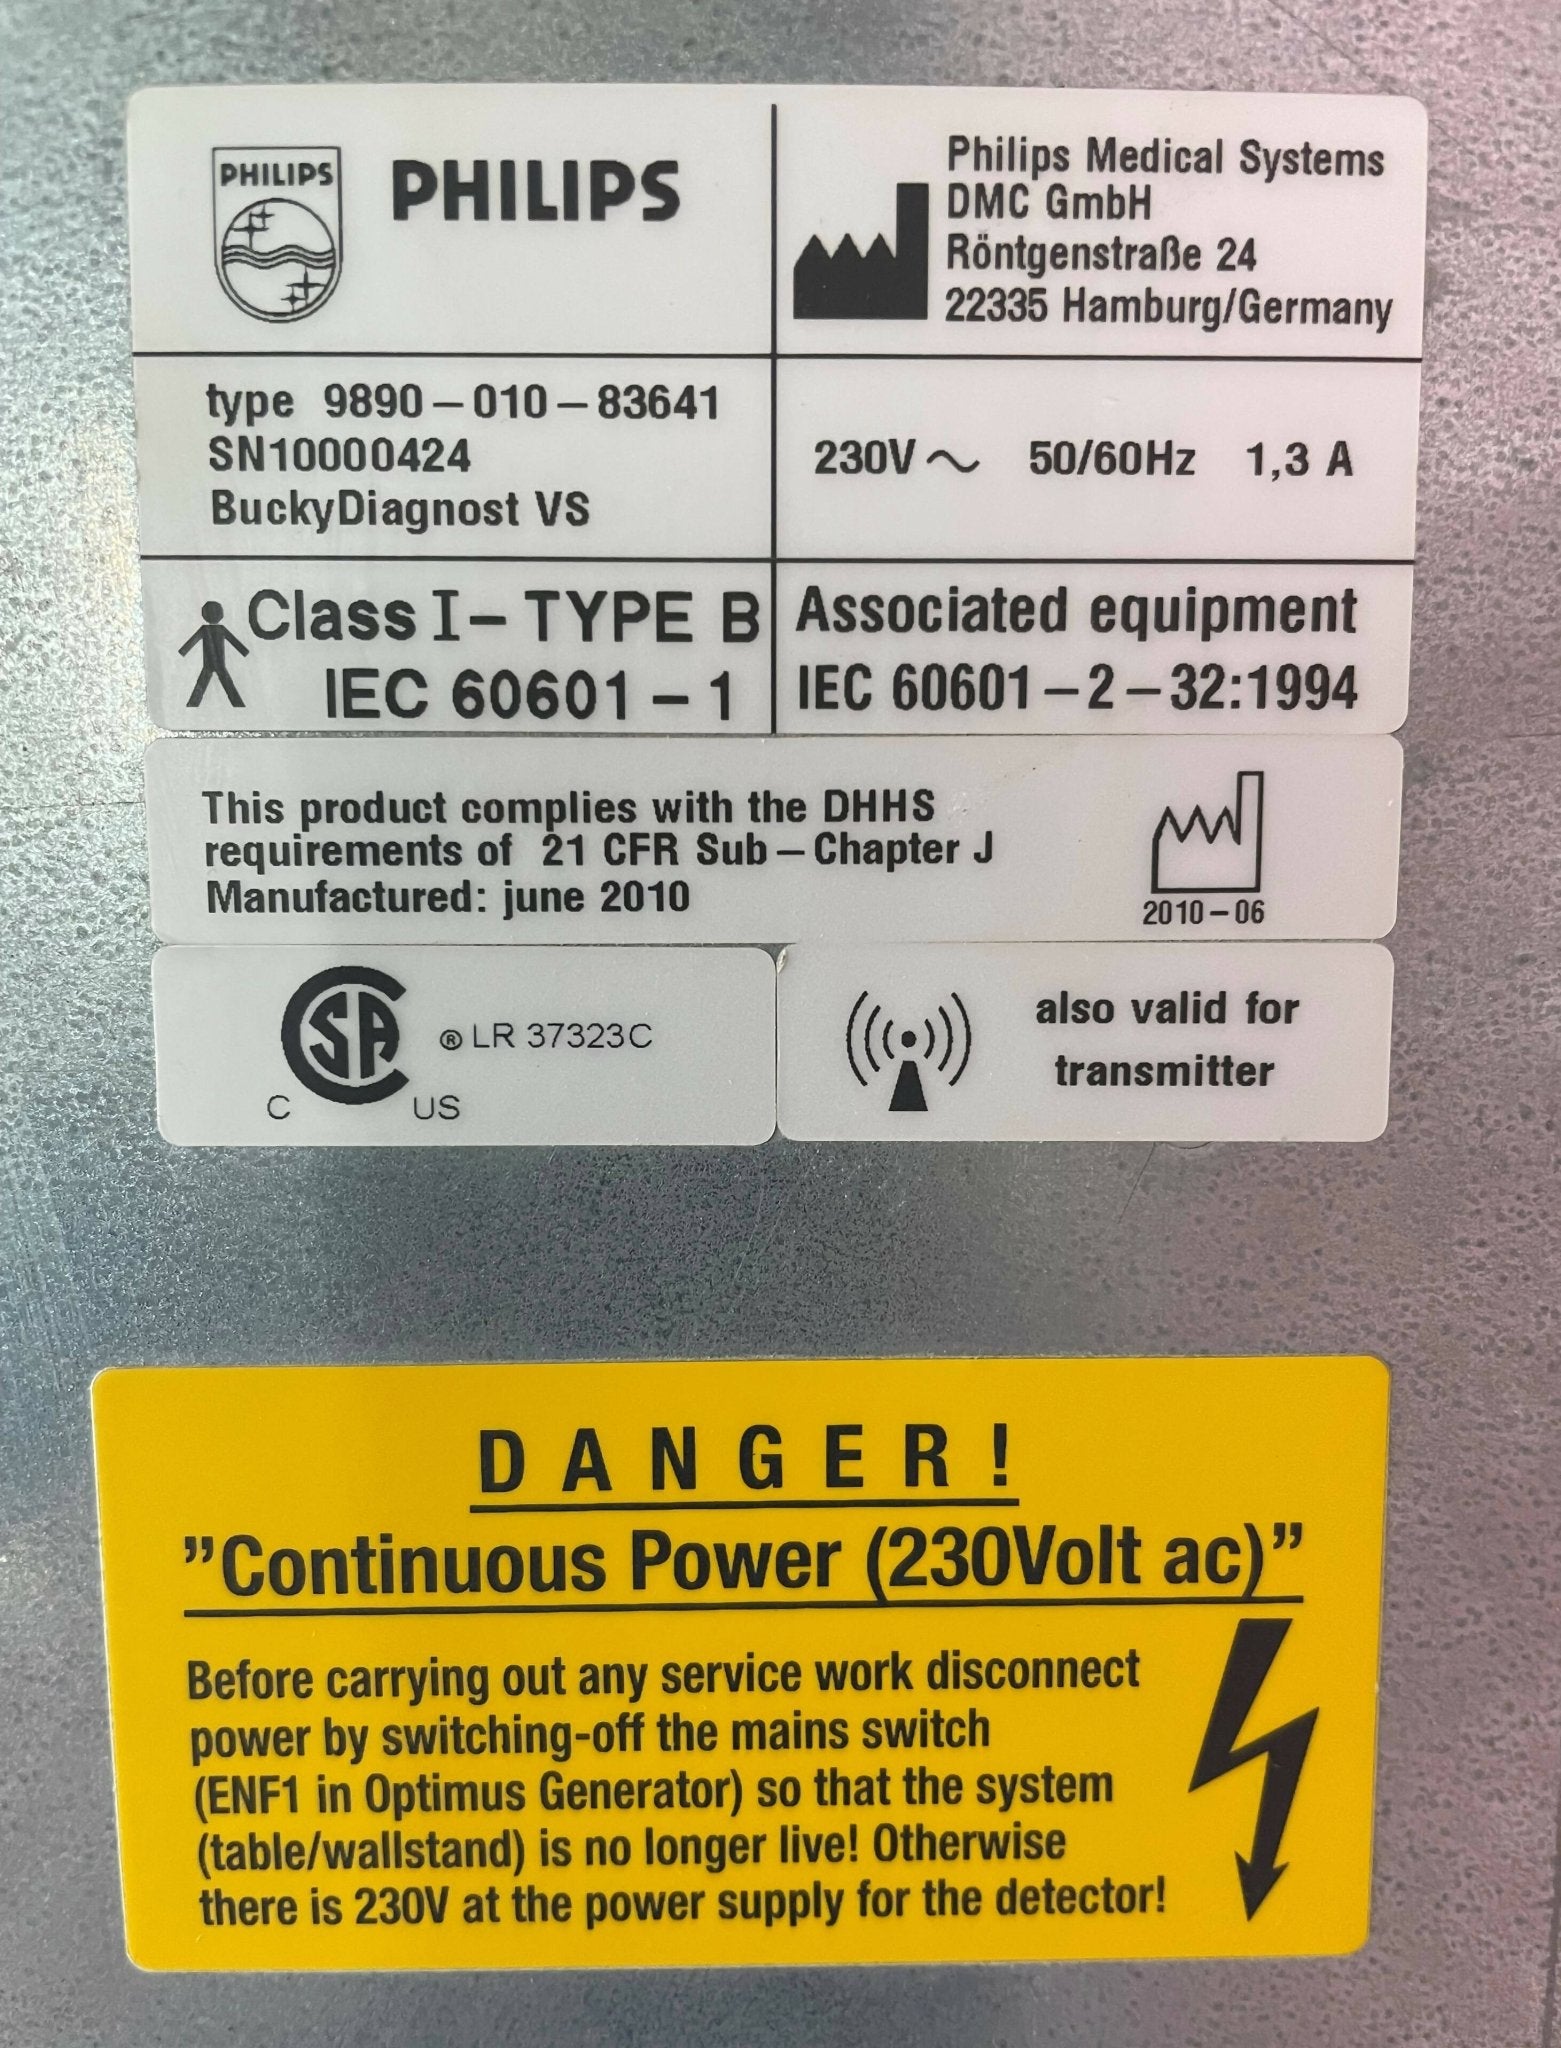 PHILIPS
PHILIPS
Philips Medical Systems
DMC GmbH
Röntgenstraße 24
22335 Hamburg/Germany
type 9890-010-83641
SN10000424
BuckyDiagnost VS
230V ~ 50/60Hz 1,3 A
Class I - TYPE B
IEC 60601-1
Associated equipment
IEC 60601-2-32:1994
This product complies with the DHHS
requirements of 21 CFR Sub-Chapter J
Manufactured: june 2010
2010-06
CSA
® LR 37323C
C US
also valid for
transmitter
DANGER!
”Continuous Power (230Volt ac)”
Before carrying out any service work disconnect
power by switching-off the mains switch
(ENF1 in Optimus Generator) so that the system
(table/wallstand) is no longer live! Otherwise
there is 230V at the power supply for the detector!